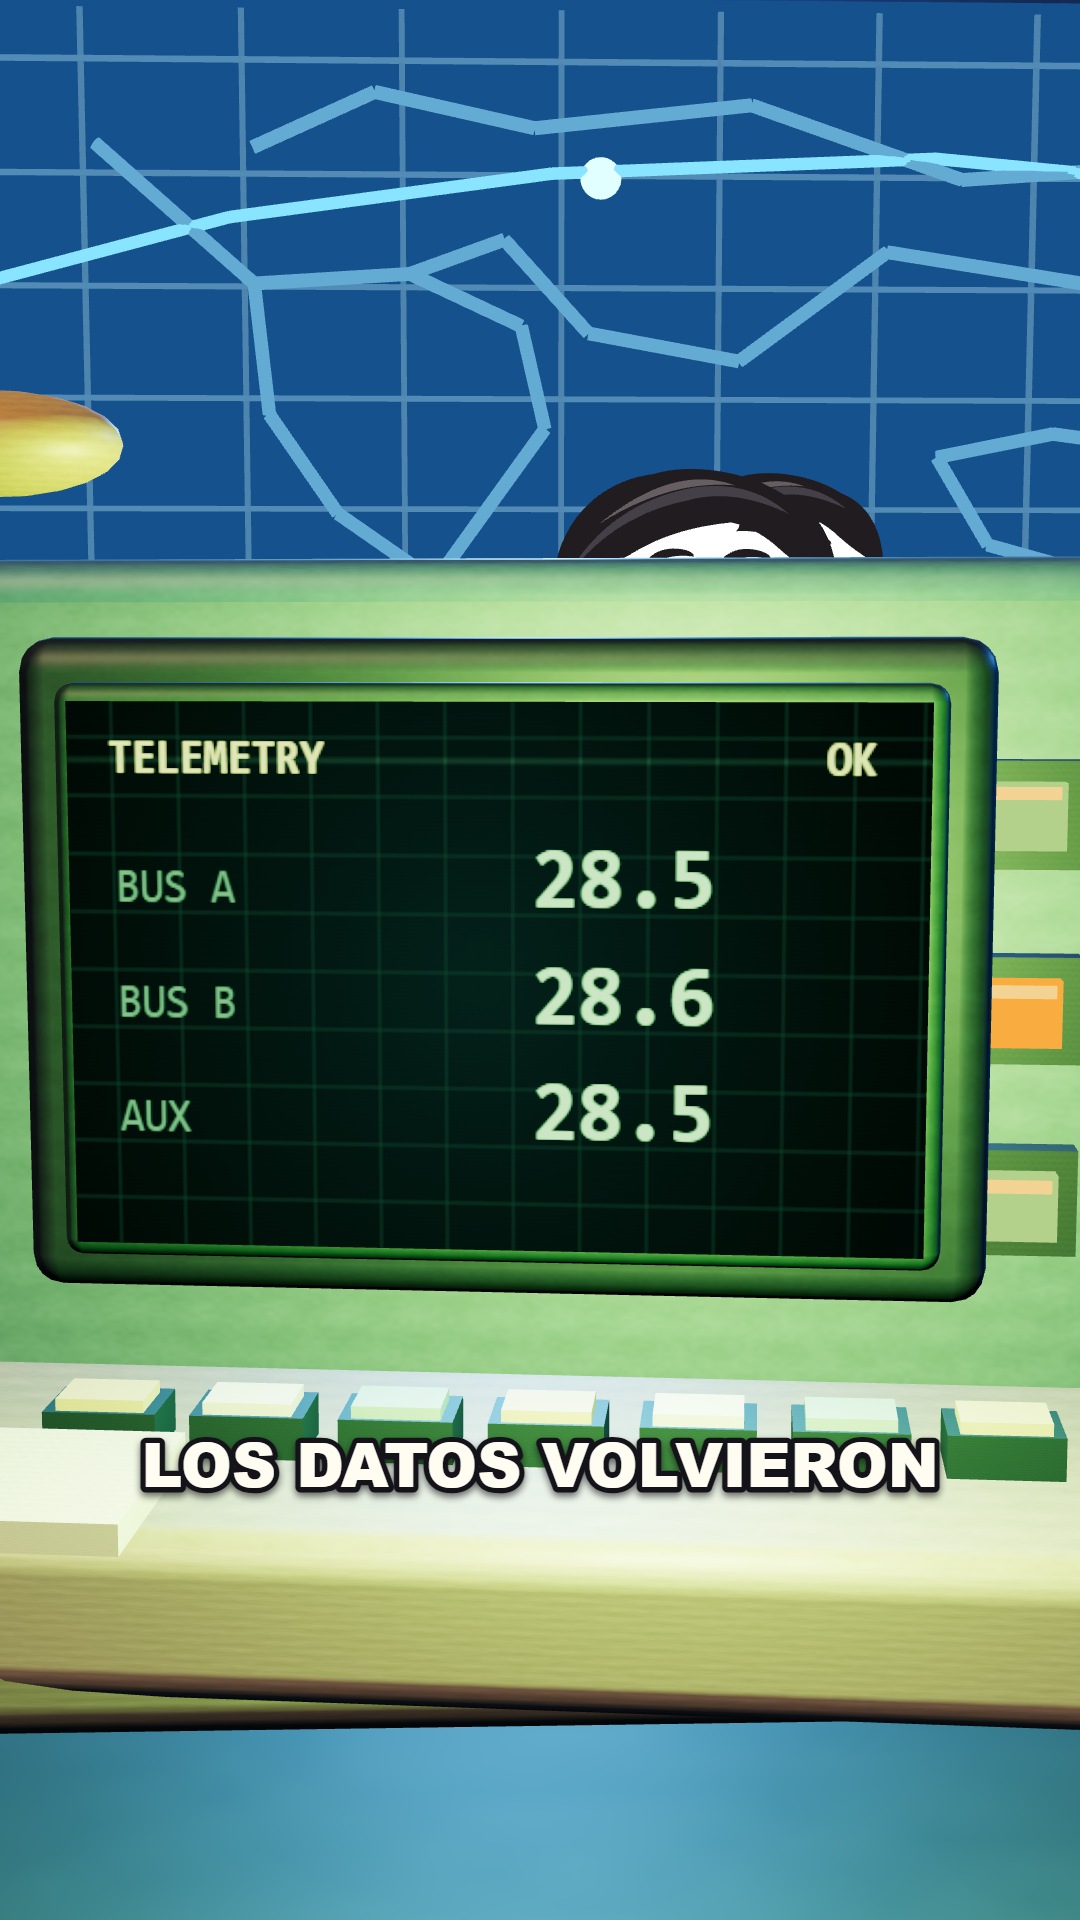 TELEMETRY OK
BUS A 28.5
BUS B 28.6
AUX 28.5
LOS DATOS VOLVIERON